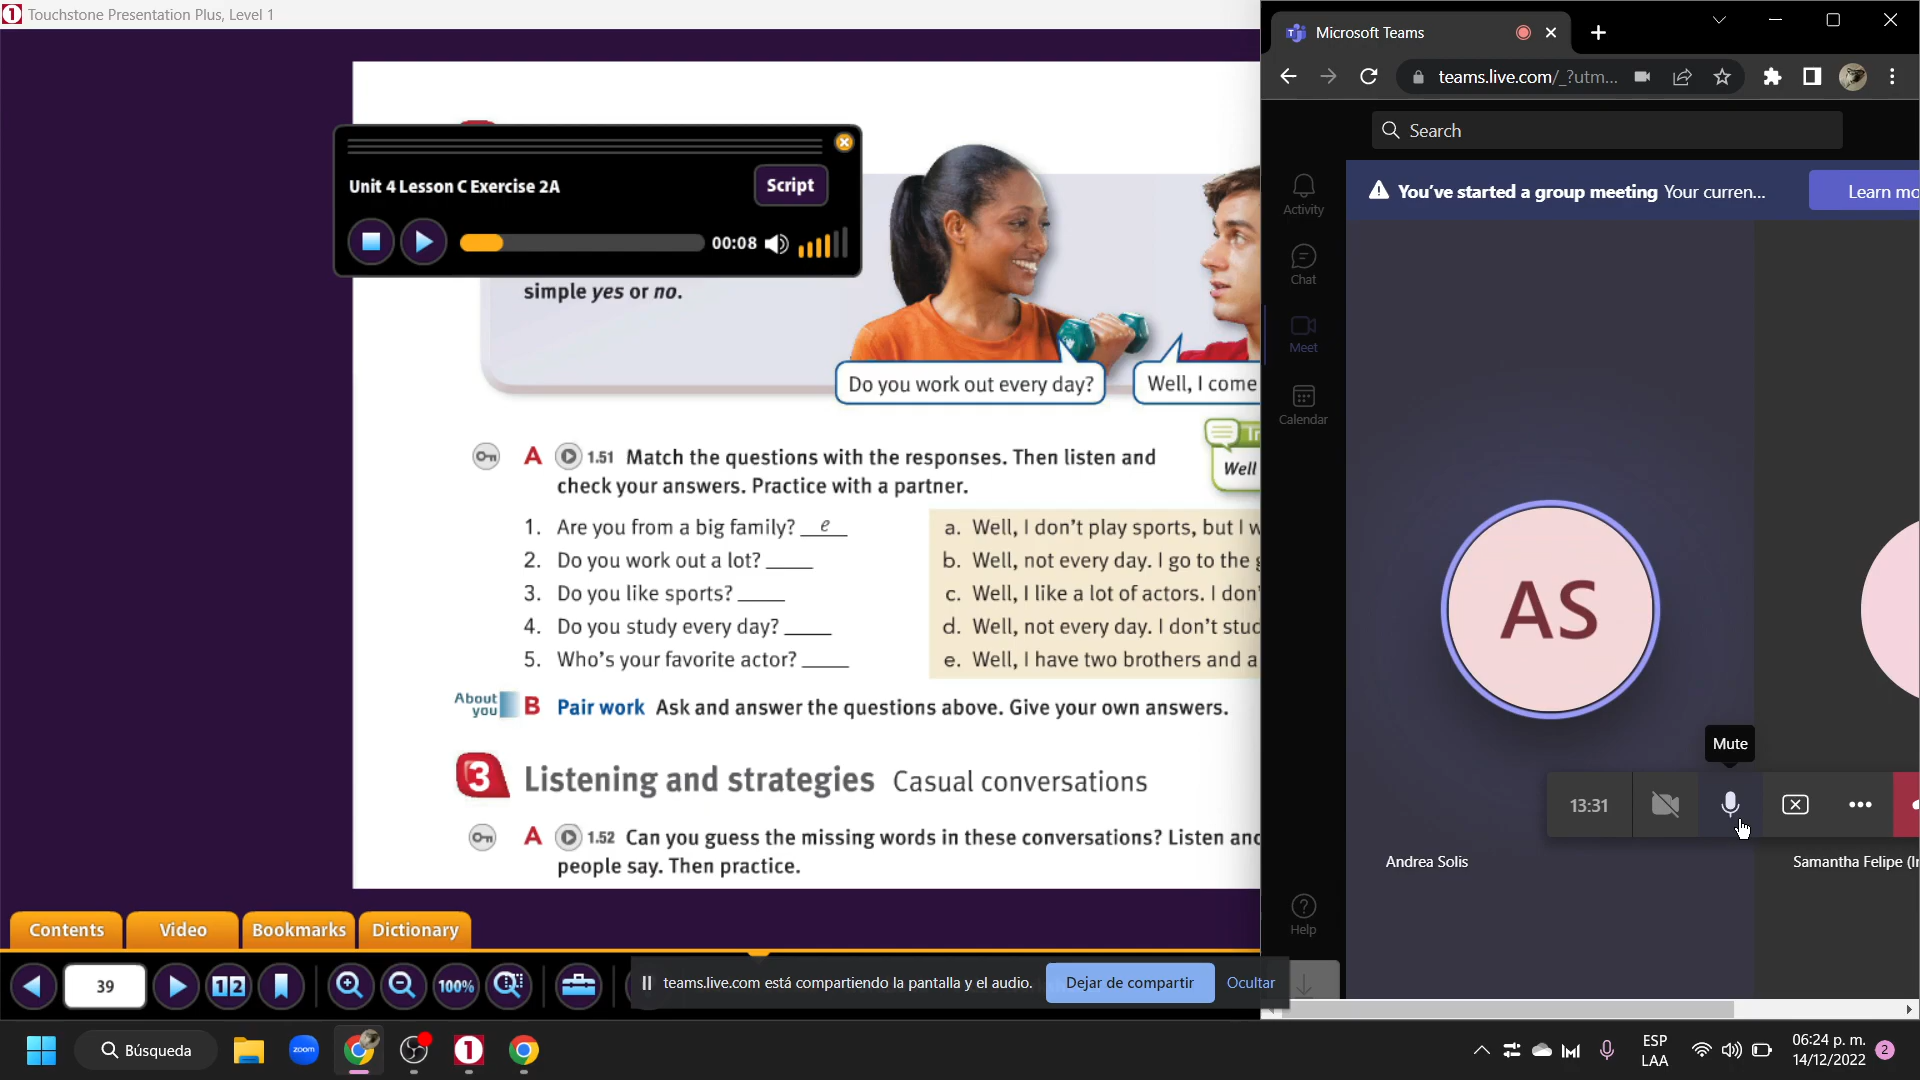 Touchstone Presentation Plus, Level 1
Unit 4 Lesson C Exercise 2A
Script
00:08
simple yes or no.
Do you work out every day?
Well, I come
A 1.51 Match the questions with the responses. Then listen and
check your answers. Practice with a partner.
Well
1. Are you from a big family? e
2. Do you work out a lot?
3. Do you like sports?
4. Do you study every day?
5. Who's your favorite actor?
a. Well, I don't play sports, but I w
b. Well, not every day. I go to the g
c. Well, I like a lot of actors. I don'
d. Well, not every day. I don't stud
e. Well, I have two brothers and a
About you B Pair work Ask and answer the questions above. Give your own answers.
3 Listening and strategies Casual conversations
A 1.52 Can you guess the missing words in these conversations? Listen and
people say. Then practice.
Contents
Video
Bookmarks
Dictionary
39
12
100%
teams.live.com está compartiendo la pantalla y el audio.
Dejar de compartir
Ocultar
Microsoft Teams
teams.live.com/_?utm...
Search
You've started a group meeting Your curren...
Learn mo
Activity
Chat
Meet
Calendar
AS
Mute
13:31
Andrea Solis
Samantha Felipe (In
Help
Búsqueda
zoom
1
ESP
LAA
06:24 p. m.
14/12/2022
2